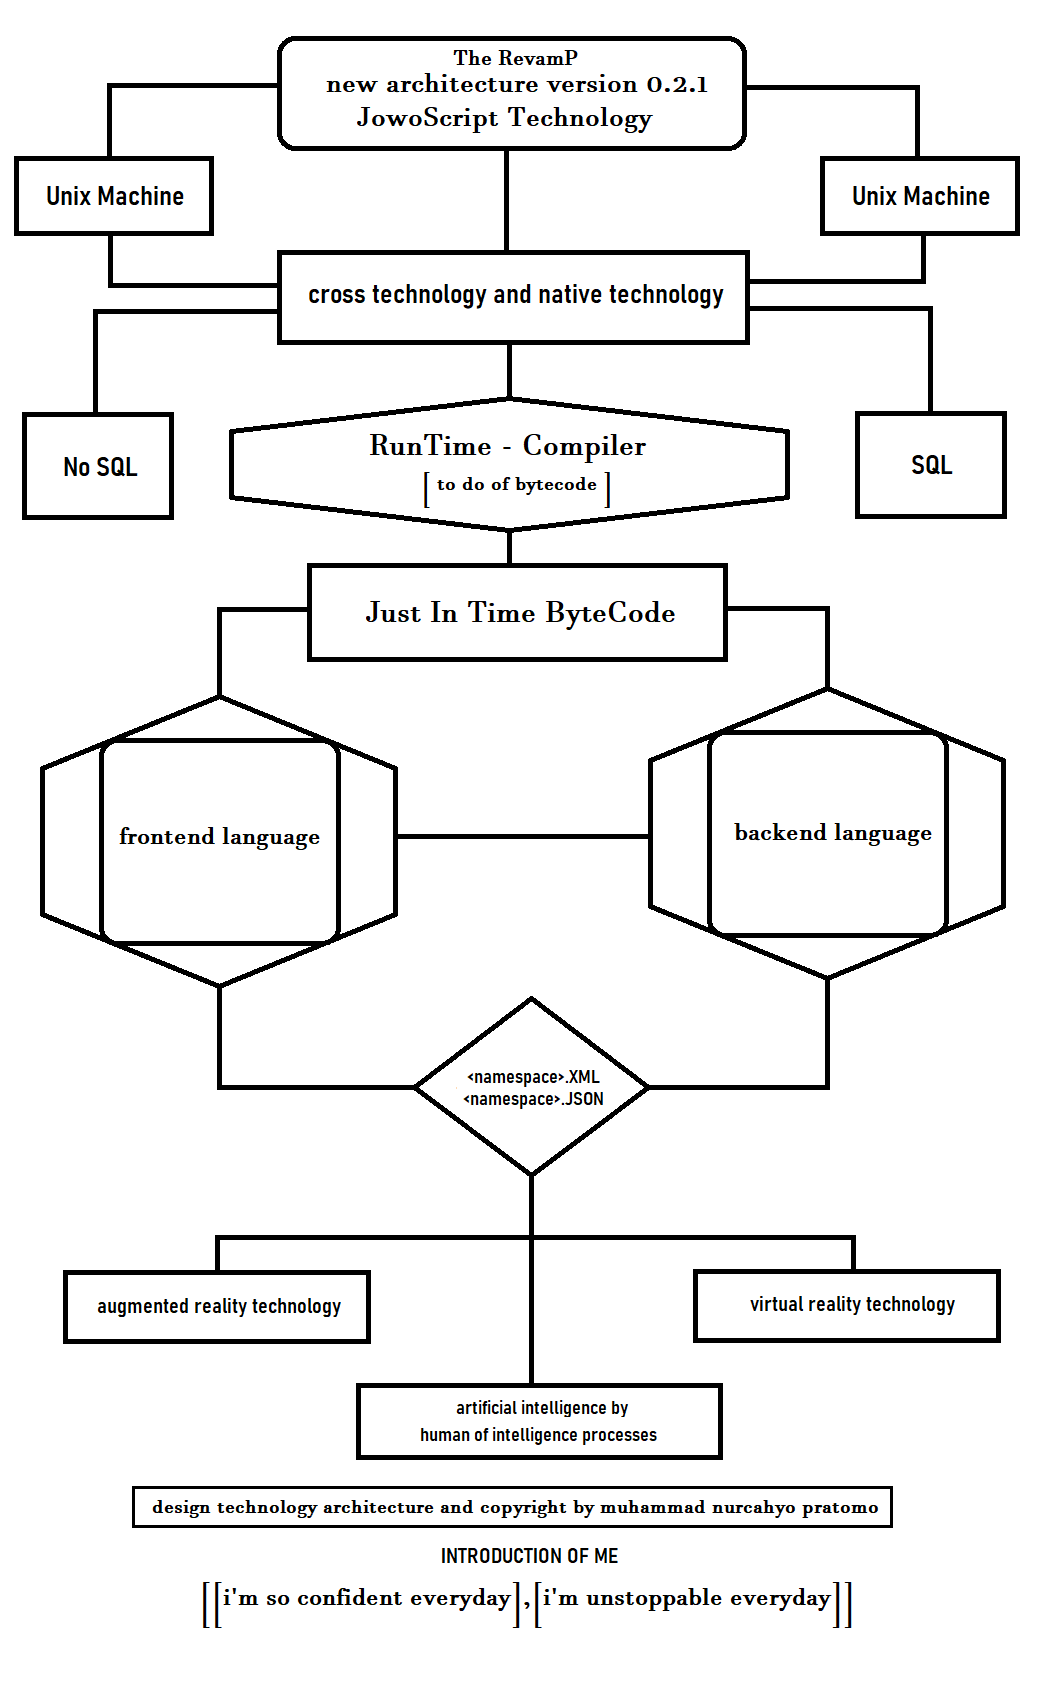 The RevamP
new architecture version 0.2.1
JowoScript Technology
Unix Machine
Unix Machine
cross technology and native technology
No SQL
RunTime - Compiler
[ to do of bytecode ]
SQL
Just In Time ByteCode
frontend language
backend language
<namespace>.XML
<namespace>.JSON
augmented reality technology
virtual reality technology
artificial intelligence by
human of intelligence processes
design technology architecture and copyright by muhammad nurcahyo pratomo
INTRODUCTION OF ME
[[i'm so confident everyday],[i'm unstoppable everyday]]